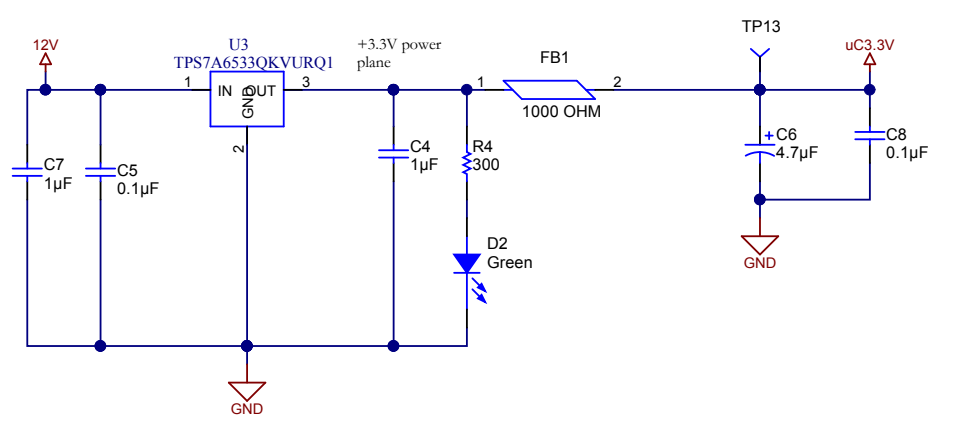 12V
U3
TPS7A6533QKVURQ1
+3.3V power
plane
TP13
uC3.3V
FB1
1
IN
GND
OUT
3
1
2
1000 OHM
2
C7
1µF
C5
0.1µF
C4
1µF
R4
300
C6
4.7µF
C8
0.1µF
D2
Green
GND
GND